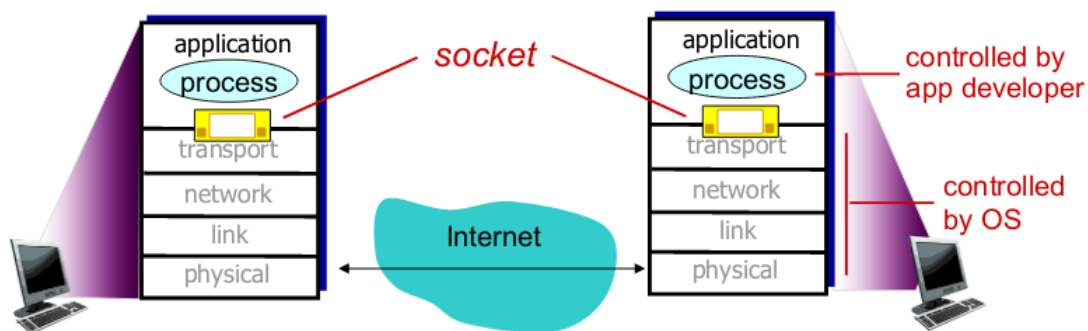 application
process
transport
network
link
physical
socket
Internet
application
process
transport
network
link
physical
controlled by
app developer
controlled
by OS